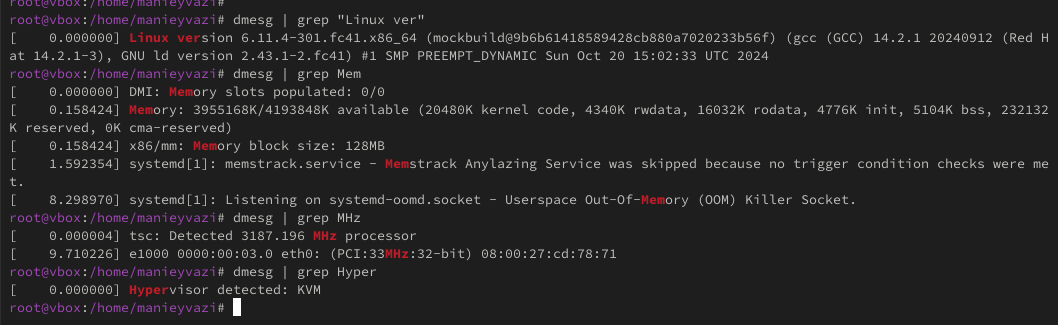 root@vbox:/home/manieyvazi#
root@vbox:/home/manieyvazi# dmesg | grep "Linux ver"
[    0.000000] Linux version 6.11.4-301.fc41.x86_64 (mockbuild@9b6b61418589428cb880a7020233b56f) (gcc (GCC) 14.2.1 20240912 (Red H
at 14.2.1-3), GNU ld version 2.43.1-2.fc41) #1 SMP PREEMPT_DYNAMIC Sun Oct 20 15:02:33 UTC 2024
root@vbox:/home/manieyvazi# dmesg | grep Mem
[    0.000000] DMI: Memory slots populated: 0/0
[    0.158424] Memory: 3955168K/4193848K available (20480K kernel code, 4340K rwdata, 16032K rodata, 4776K init, 5104K bss, 232132
K reserved, 0K cma-reserved)
[    0.158424] x86/mm: Memory block size: 128MB
[    1.592354] systemd[1]: memstrack.service - Memstrack Anylazing Service was skipped because no trigger condition checks were me
t.
[    8.298970] systemd[1]: Listening on systemd-oomd.socket - Userspace Out-Of-Memory (OOM) Killer Socket.
root@vbox:/home/manieyvazi# dmesg | grep MHz
[    0.000004] tsc: Detected 3187.196 MHz processor
[    9.710226] e1000 0000:00:03.0 eth0: (PCI:33MHz:32-bit) 08:00:27:cd:78:71
root@vbox:/home/manieyvazi# dmesg | grep Hyper
[    0.000000] Hypervisor detected: KVM
root@vbox:/home/manieyvazi#